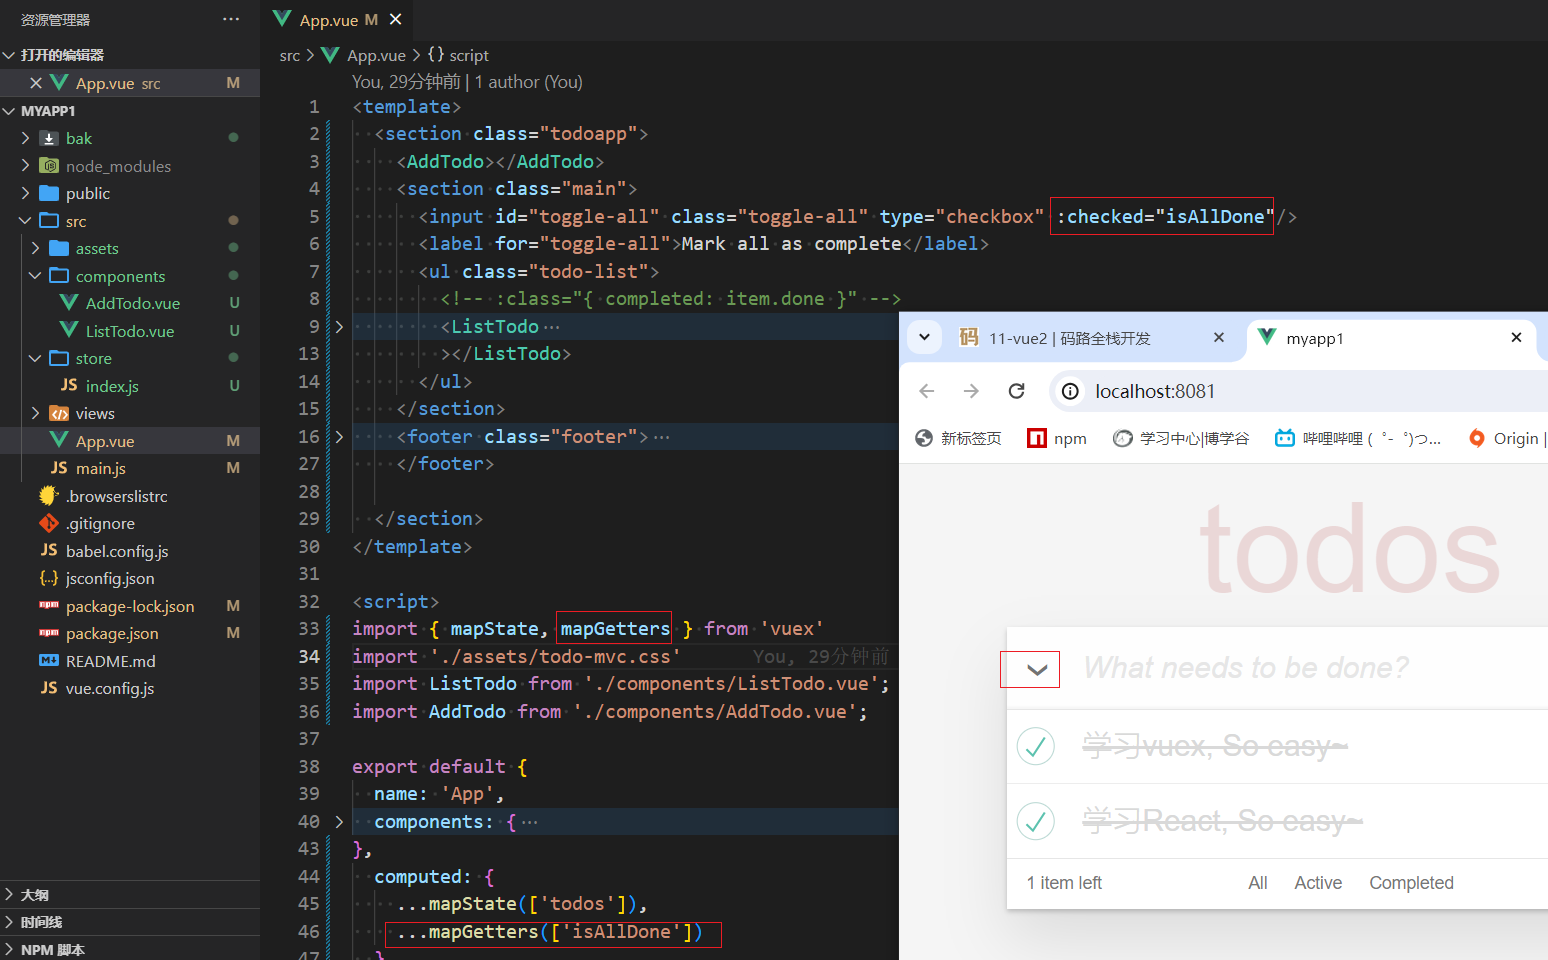 资源管理器
打开的编辑器
App.vue src M
MYAPP1
bak
node_modules
public
src
assets
components
AddTodo.vue U
ListTodo.vue U
store
JS index.js U
views
App.vue M
JS main.js M
.browserslistrc
.gitignore
JS babel.config.js
{...} jsconfig.json
npm package-lock.json M
npm package.json M
README.md
JS vue.config.js
大纲
时间线
NPM 脚本
App.vue M
src > App.vue > {} script
You, 29分钟前 | 1 author (You)
1 <template>
2 <section class="todoapp">
3 <AddTodo></AddTodo>
4 <section class="main">
5 <input id="toggle-all" class="toggle-all" type="checkbox" :checked="isAllDone"/>
6 <label for="toggle-all">Mark all as complete</label>
7 <ul class="todo-list">
8 <!-- :class="{ completed: item.done }" -->
9 <ListTodo ···
13 ></ListTodo>
14 </ul>
15 </section>
16 <footer class="footer"> ···
27 </footer>
28
29 </section>
30 </template>
31
32 <script>
33 import { mapState, mapGetters } from 'vuex'
34 import './assets/todo-mvc.css' You, 29分钟前
35 import ListTodo from './components/ListTodo.vue';
36 import AddTodo from './components/AddTodo.vue';
37
38 export default {
39 name: 'App',
40 components: { ···
43 },
44 computed: {
45 ...mapState(['todos']),
46 ...mapGetters(['isAllDone'])
47 }
码 11-vue2 | 码路全栈开发
myapp1
localhost:8081
新标签页
npm
学习中心|博学谷
哔哩哔哩 (゜-゜)つ...
Origin |
todos
What needs to be done?
学习vuex, So easy~
学习React, So easy~
1 item left All Active Completed